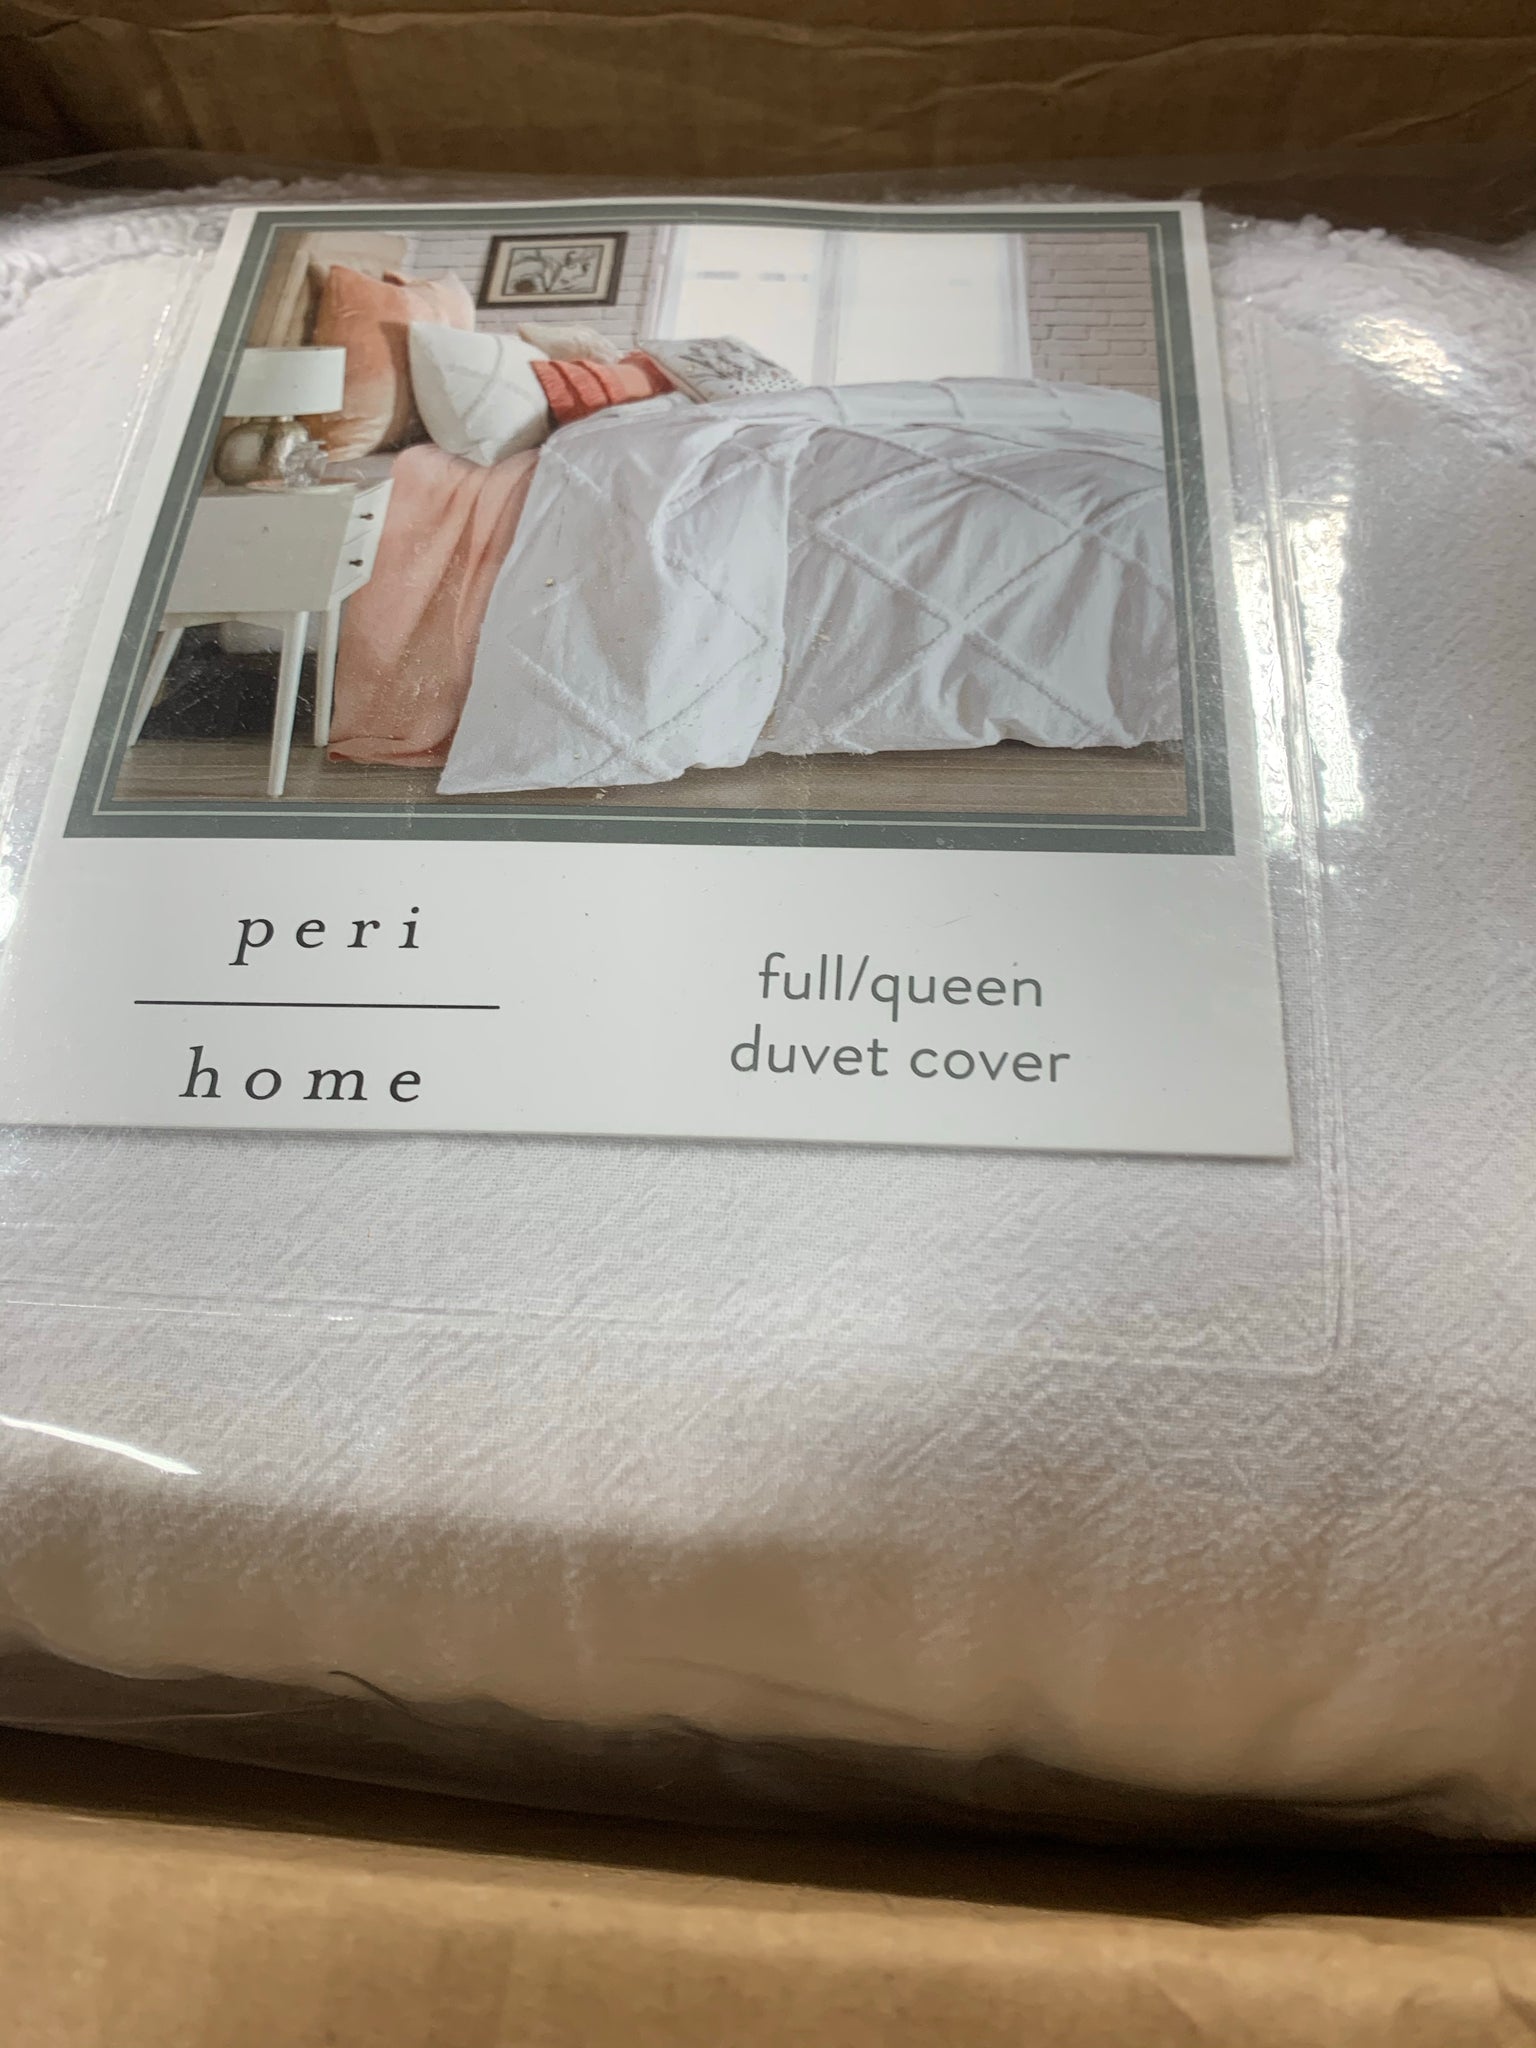 peri
home
full/queen
duvet cover